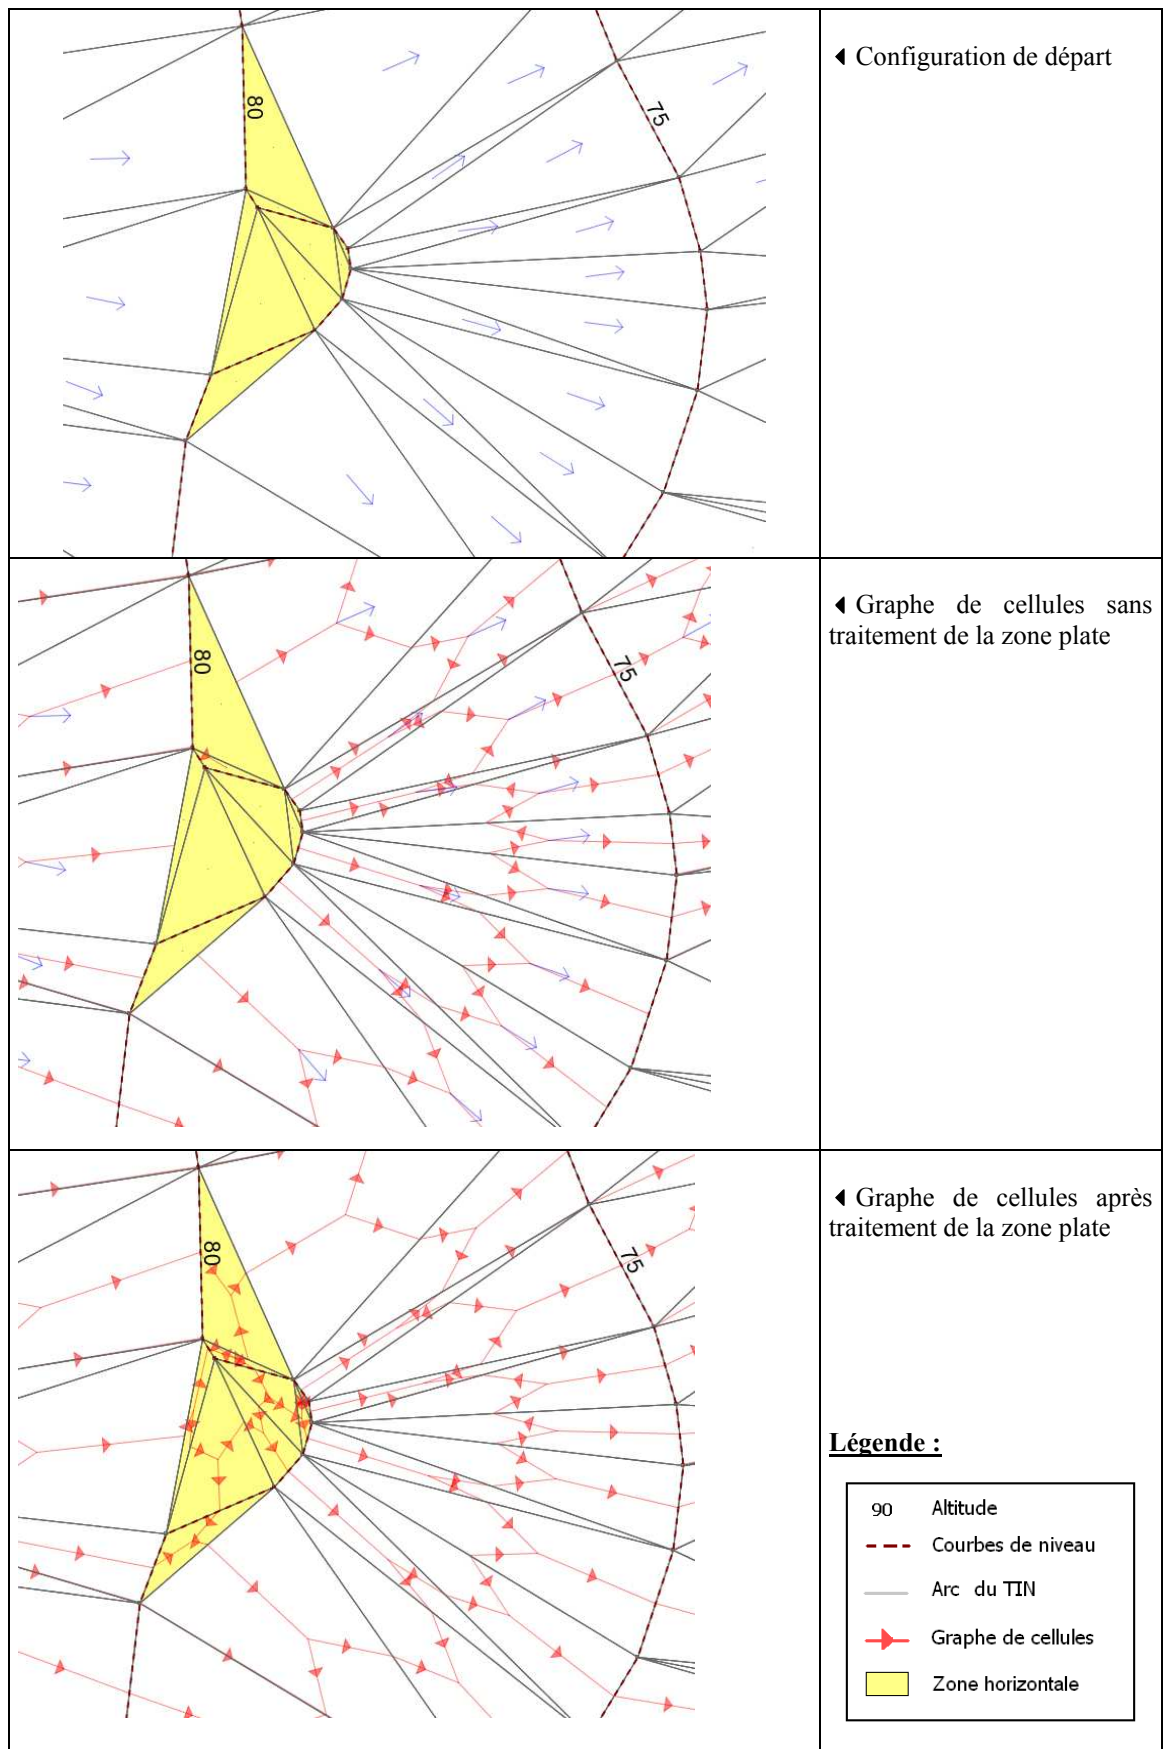 80
75
Configuration de départ
80
75
Graphe de cellules sans
traitement de la zone plate
80
75
Graphe de cellules après
traitement de la zone plate
Légende :
90 Altitude
Courbes de niveau
Arc du TIN
Graphe de cellules
Zone horizontale